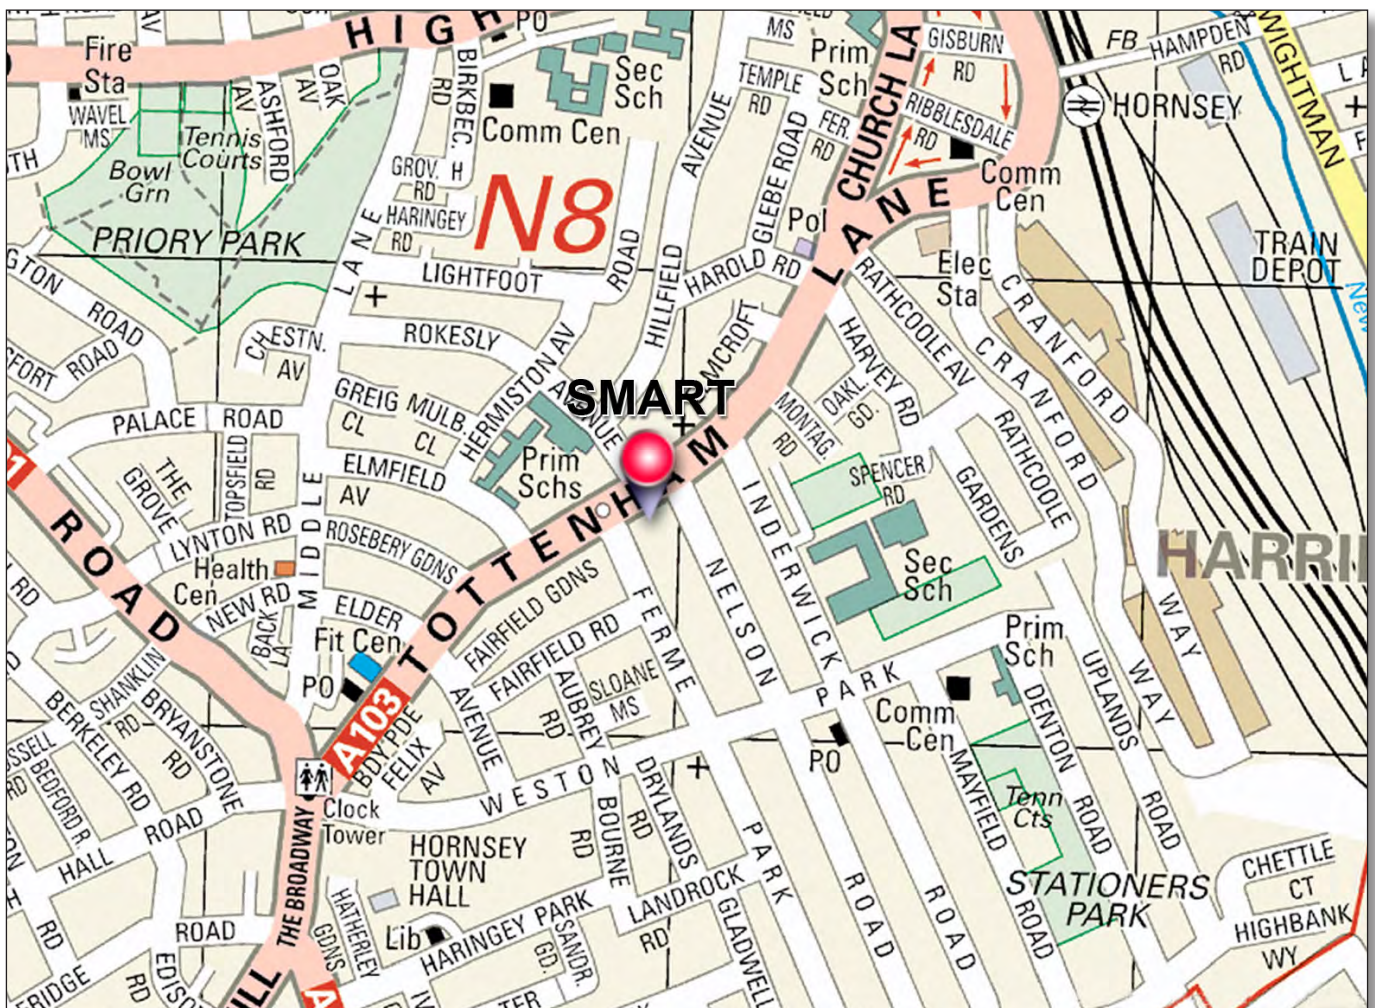 HIGH
PO
Fire
Sta
WAVEL
MS
AV
ASHFORD
AV
OAK
AV
BIRKBEC.
RD
Tennis
Courts
Bowl
Grn
PRIORY PARK
Comm Cen
Sec
Sch
GROV. H
RD
HARINGEY
RD
N8
LIGHTFOOT
ROAD
LANE
AVENUE
HILLFIELD
MS
TEMPLE
RD
Prim
Sch
FER.
RD
GLEBE ROAD
CHURCH LA
GISBURN
RD
RIBBLESDALE
RD
FB
HAMPDEN
RD
WIGHTMAN
HORNSEY
Comm
Cen
Pol
HAROLD RD
LANE
Elec
Sta
TRAIN
DEPOT
New
ROAD
ROAD
CHESTN.
AV
ROKESLY
AVENUE
HERMISTON AV
RATHCOOLE AV
HARVEY RD
CRANFORD
CRANFORD
SMART
GREIG
CL
MULB.
CL
PALACE ROAD
MONTAG.
RD
OAKL.
GD.
RATHCOOLE
GARDENS
SPENCER
RD
THE
GROVE
TOPSFIELD
RD
ELMFIELD
AV
Prim
Schs
TOTTENHAM
ROAD
LYNTON RD
MIDDLE
ROSEBERY GDNS
INDERWICK
Sec
Sch
HARRI
Health
Cen
NEW RD
BACK
LA
ELDER
Fit Cen
FAIRFIELD GDNS
FERME
NELSON
WAY
WAY
RD
PO
A103
FAIRFIELD RD
SLOANE
MS
AUBREY
RD
PARK
Prim
Sch
UPLANDS
ROAD
SHANKLIN
RD
BERKELEY RD
BRYANSTONE
RD
FELIX
AV
AVENUE
Comm
Cen
DENTON
ROAD
BEDFORD R.
Clock
Tower
WESTON
PO
MAYFIELD
ROAD
Tenn
Cts
HALL ROAD
THE BROADWAY
HORNSEY
TOWN
HALL
BOURNE
RD
DRYLANDS
RD
PARK
ROAD
ROAD
STATIONERS
PARK
CHETTLE
CT
HIGHBANK
WY
ROAD
HATHERLEY
GDNS
Lib
HARINGEY PARK
LANDROCK
RD
GLADWELL
SANDR.
GD.
RD
RD